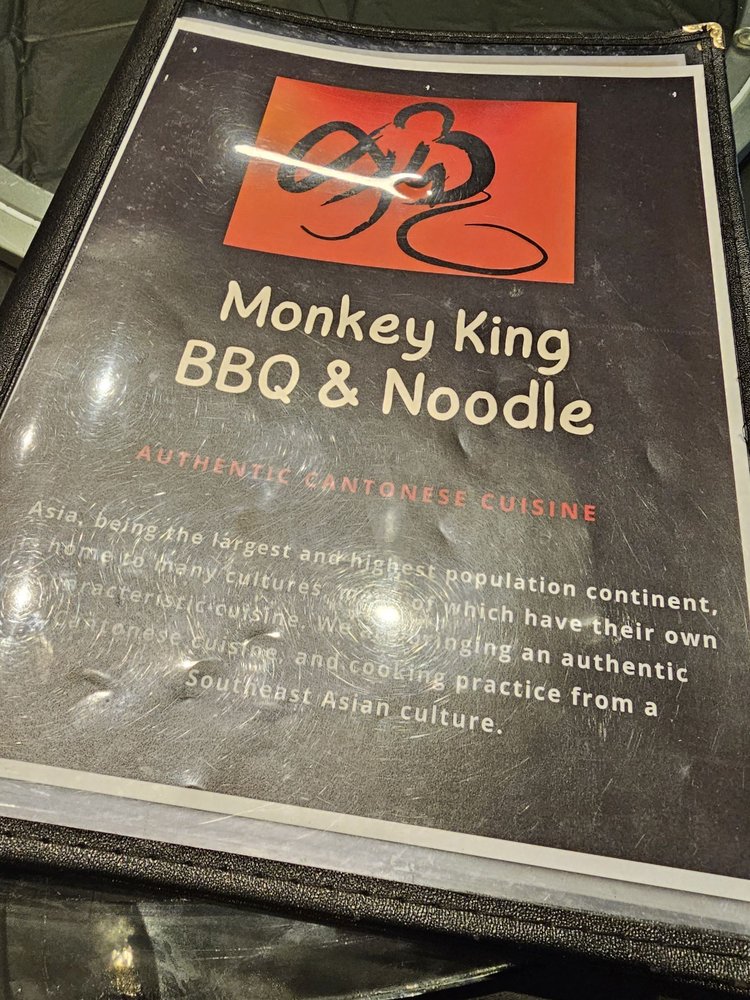 Monkey King
BBQ & Noodle
AUTHENTIC CANTONESE CUISINE
Asia, being the largest and highest population continent,
is home to many cultures, of which have their own
characteristic cuisine. We are bringing an authentic
Cantonese cuisine, and cooking practice from a
Southeast Asian culture.